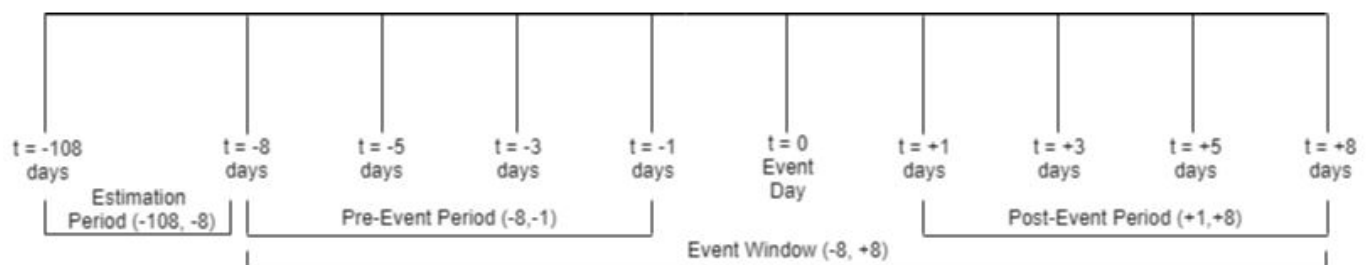 t = -108
days
t = -8
days
t = -5
days
t = -3
days
t = -1
days
t = 0
Event
Day
t = +1
days
t = +3
days
t = +5
days
t = +8
days
Estimation
Period (-108, -8)
Pre-Event Period (-8,-1)
Post-Event Period (+1,+8)
Event Window (-8, +8)